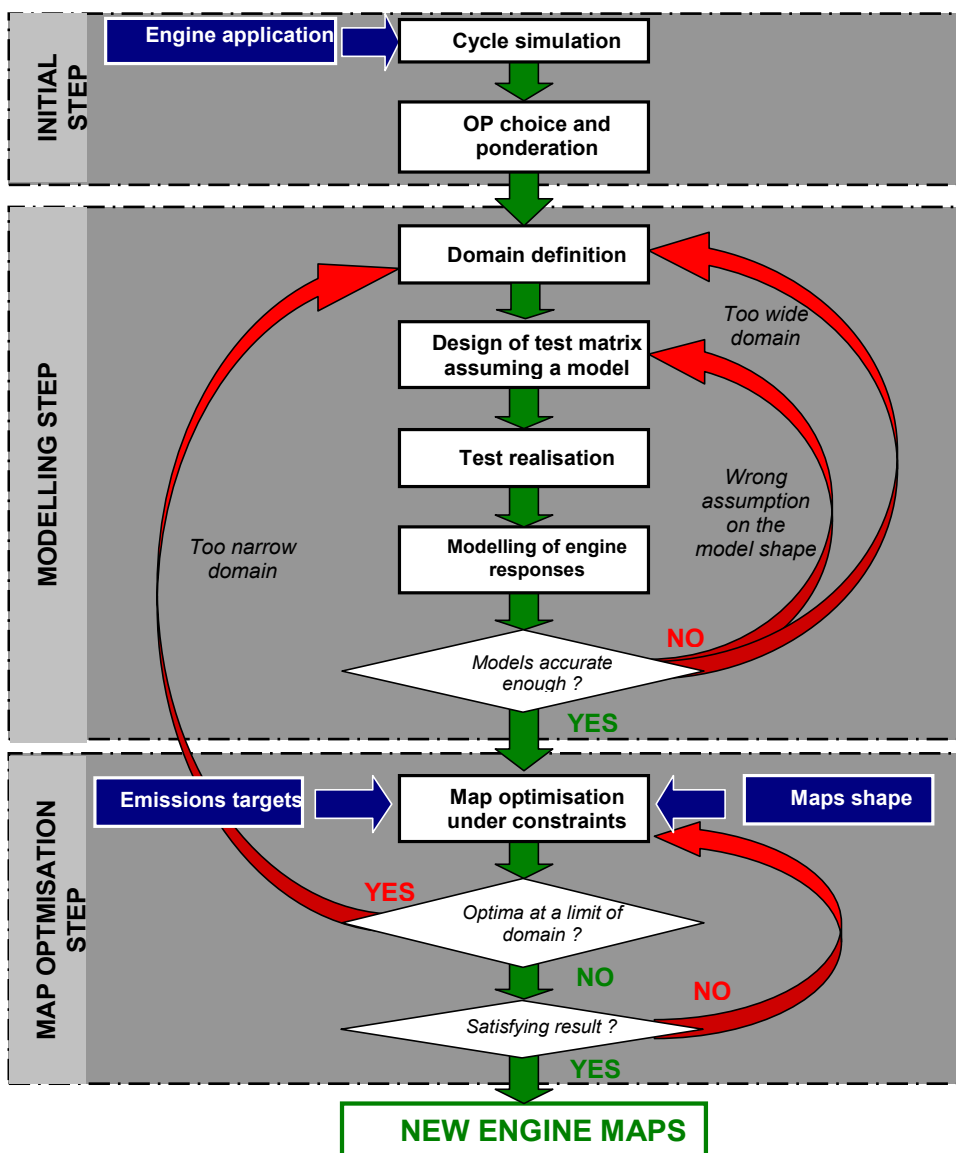 INITIAL
STEP
Engine application
Cycle simulation
OP choice and
ponderation
MODELLING STEP
Domain definition
Too wide
domain
Design of test matrix
assuming a model
Test realisation
Wrong
assumption
on the
model shape
Too narrow
domain
Modelling of engine
responses
NO
Models accurate
enough ?
YES
MAP OPTMISATION
STEP
Emissions targets
Map optimisation
under constraints
Maps shape
YES
Optima at a limit of
domain ?
NO
NO
Satisfying result ?
YES
NEW ENGINE MAPS